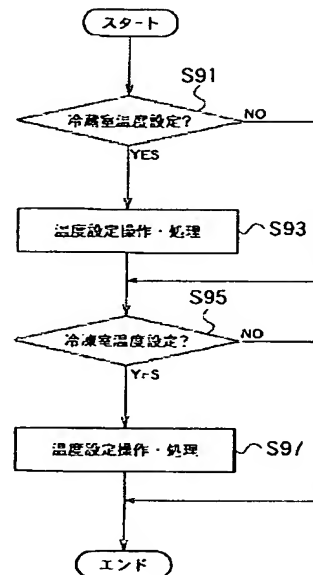 スタート
S91
冷蔵室温度設定?
NO
YES
温度設定操作・処理
S93
S95
冷凍室温度設定?
NO
YES
温度設定操作・処理
S97
エンド